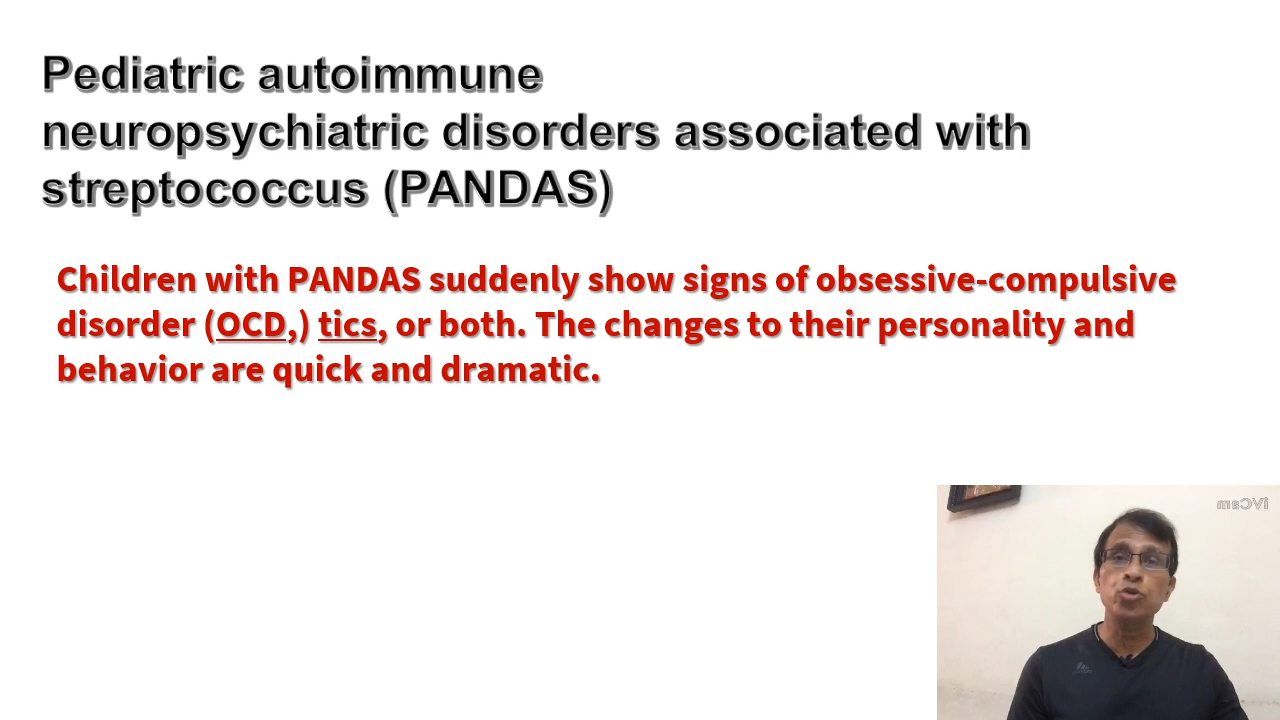 Pediatric autoimmune
neuropsychiatric disorders associated with
streptococcus (PANDAS)
Children with PANDAS suddenly show signs of obsessive-compulsive
disorder (OCD,) tics, or both. The changes to their personality and
behavior are quick and dramatic.
iVCam